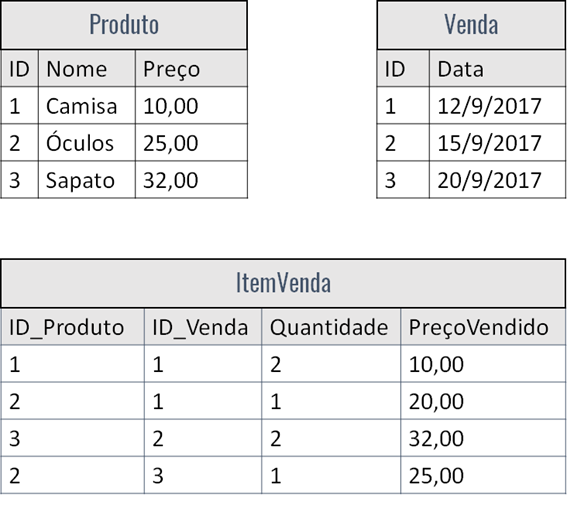 Produto
ID Nome Preço
1 Camisa 10,00
2 Óculos 25,00
3 Sapato 32,00
Venda
ID Data
1 12/9/2017
2 15/9/2017
3 20/9/2017
ItemVenda
ID_Produto ID_Venda Quantidade PreçoVendido
1 1 2 10,00
2 1 1 20,00
3 2 2 32,00
2 3 1 25,00